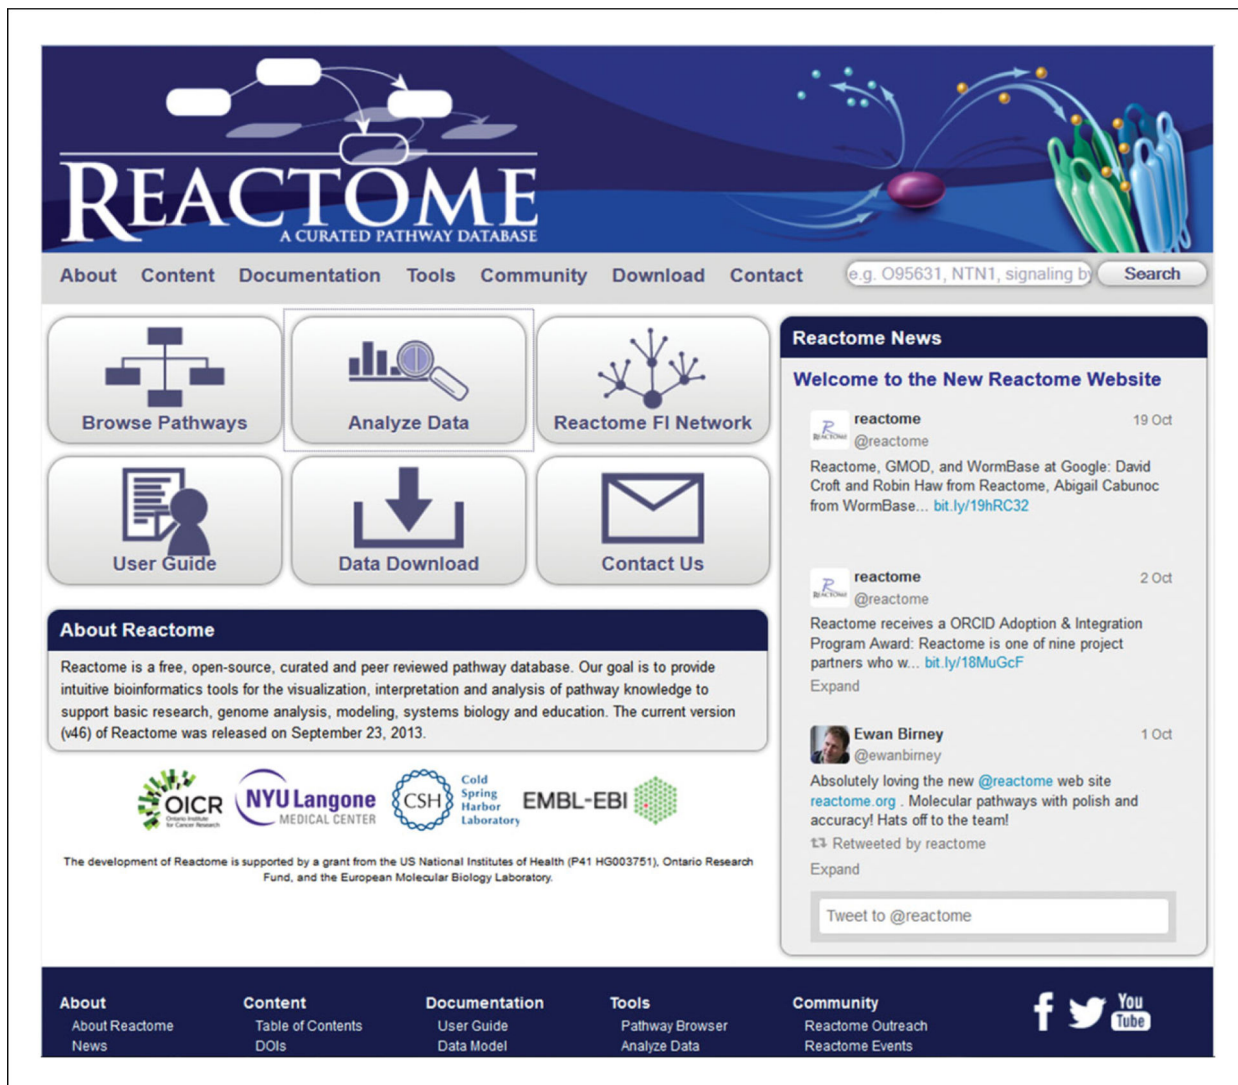 REACTOME
A CURATED PATHWAY DATABASE
About Content Documentation Tools Community Download Contact
e.g. O95631, NTN1, signaling by
Search
Browse Pathways
Analyze Data
Reactome FI Network
User Guide
Data Download
Contact Us
About Reactome
Reactome is a free, open-source, curated and peer reviewed pathway database. Our goal is to provide
intuitive bioinformatics tools for the visualization, interpretation and analysis of pathway knowledge to
support basic research, genome analysis, modeling, systems biology and education. The current version
(v46) of Reactome was released on September 23, 2013.
OICR
Ontario Institute
for Cancer Research
NYU Langone
MEDICAL CENTER
CSH
Cold
Spring
Harbor
Laboratory
EMBL-EBI
The development of Reactome is supported by a grant from the US National Institutes of Health (P41 HG003751), Ontario Research
Fund, and the European Molecular Biology Laboratory.
Reactome News
Welcome to the New Reactome Website
R
REACTOME
reactome
19 Oct
@reactome
Reactome, GMOD, and WormBase at Google: David
Croft and Robin Haw from Reactome, Abigail Cabunoc
from WormBase... bit.ly/19hRC32
R
REACTOME
reactome
2 Oct
@reactome
Reactome receives a ORCID Adoption & Integration
Program Award: Reactome is one of nine project
partners who w... bit.ly/18MuGcF
Expand
Ewan Birney
1 Oct
@ewanbirney
Absolutely loving the new @reactome web site
reactome.org . Molecular pathways with polish and
accuracy! Hats off to the team!
Retweeted by reactome
Expand
Tweet to @reactome
About
About Reactome
News
Content
Table of Contents
DOIs
Documentation
User Guide
Data Model
Tools
Pathway Browser
Analyze Data
Community
Reactome Outreach
Reactome Events
f
You
Tube